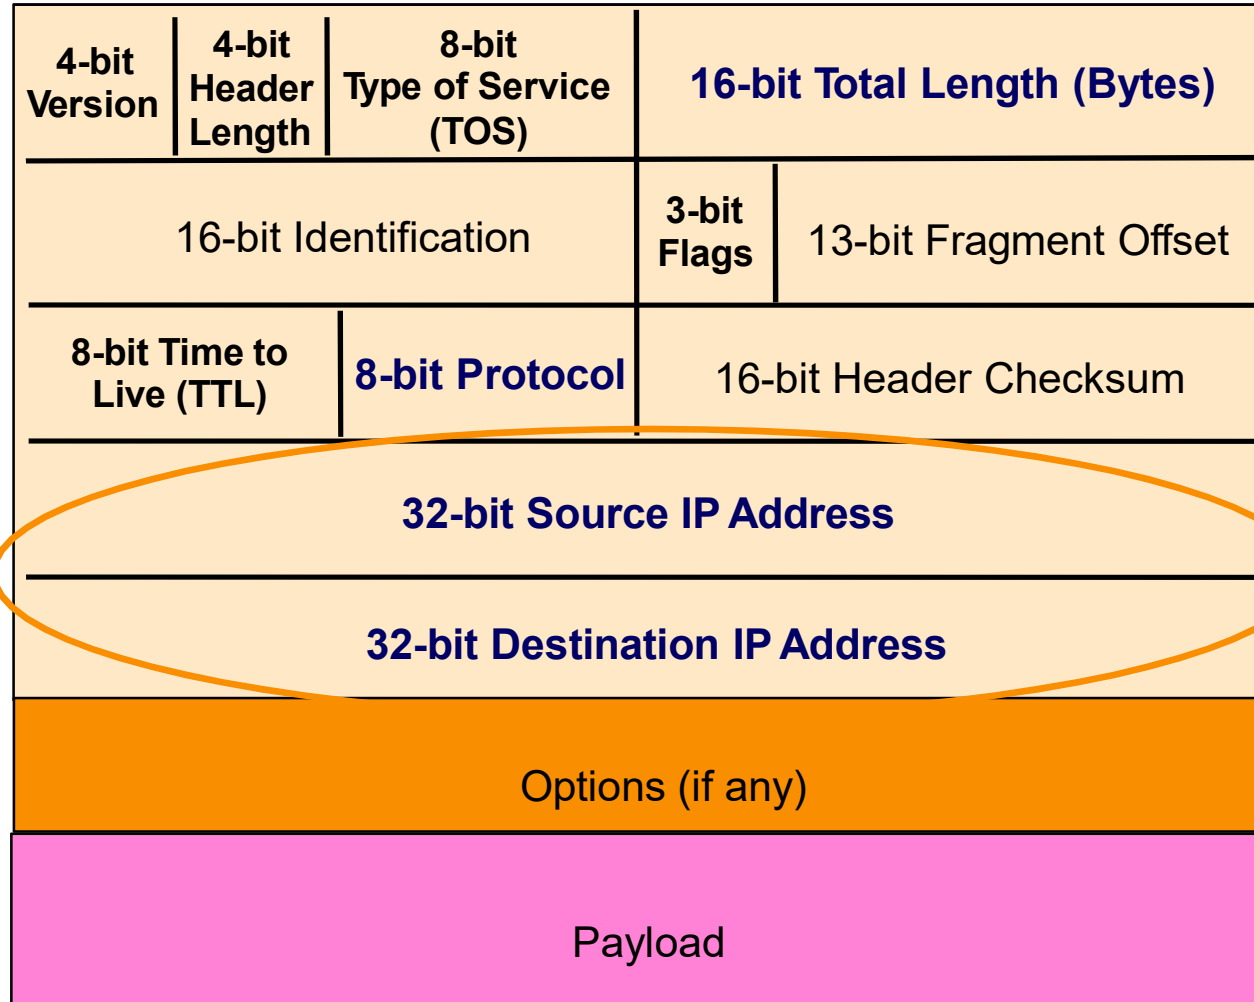 4-bit
Version
4-bit
Header
Length
8-bit
Type of Service
(TOS)
16-bit Total Length (Bytes)
16-bit Identification
3-bit
Flags
13-bit Fragment Offset
8-bit Time to
Live (TTL)
8-bit Protocol
16-bit Header Checksum
32-bit Source IP Address
32-bit Destination IP Address
Options (if any)
Payload